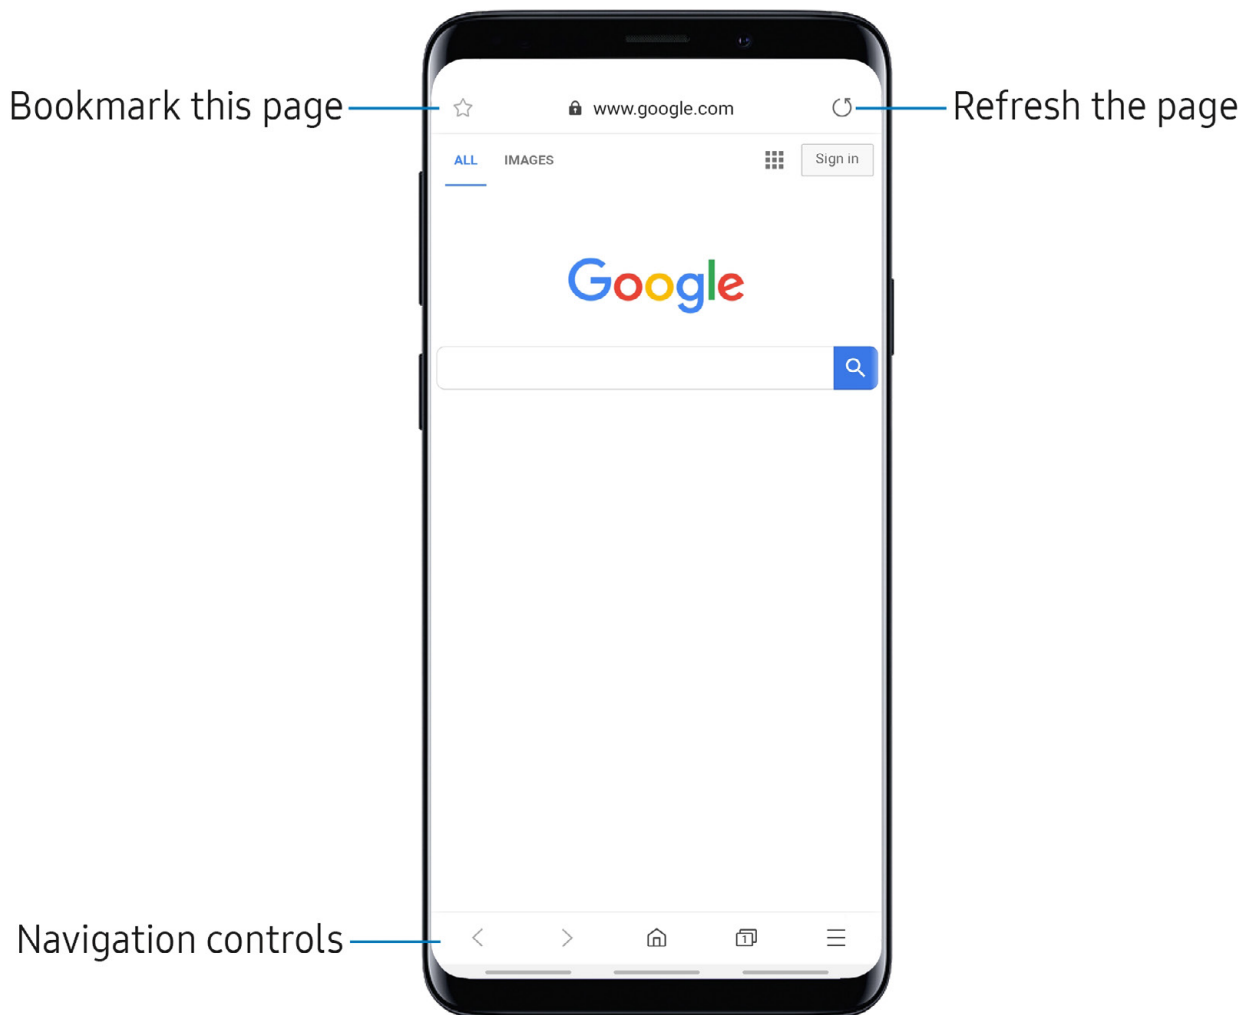 Bookmark this page
www.google.com
Refresh the page
ALL IMAGES
Sign in
Google
Navigation controls
1